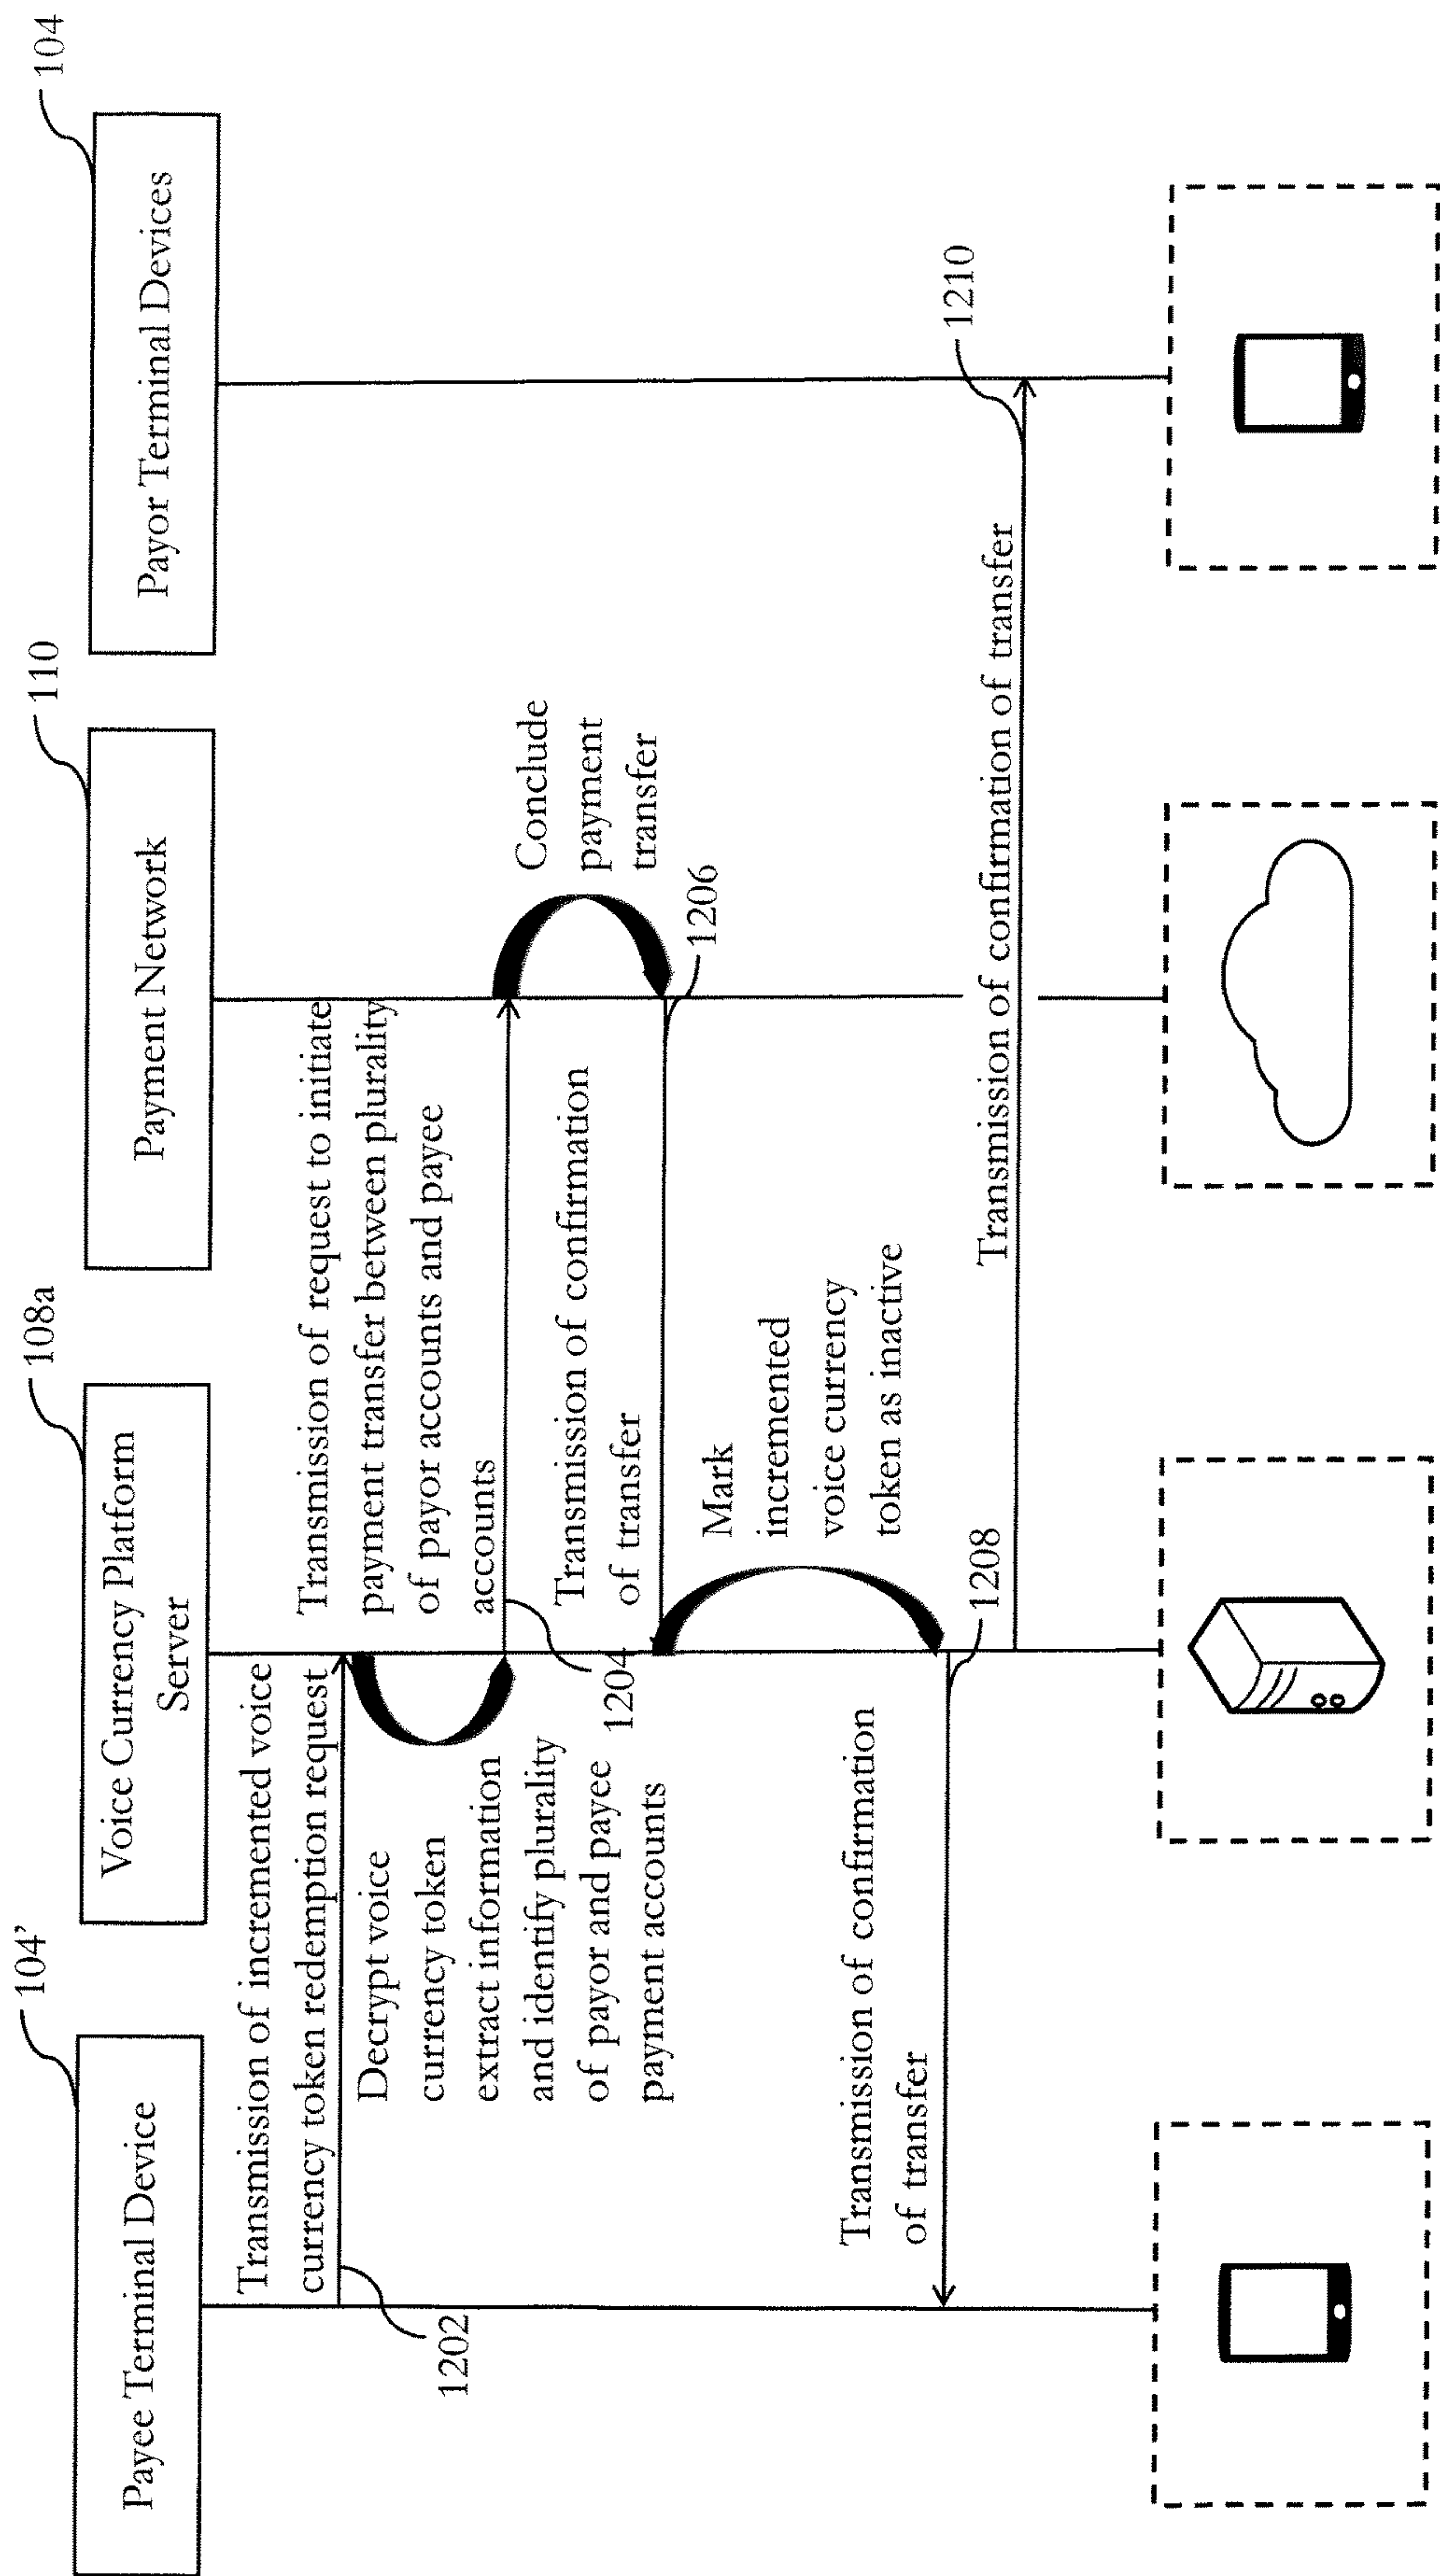 104’
108a
110
104
Payee Terminal Device
Voice Currency Platform
Server
Payment Network
Payor Terminal Devices
Transmission of incremented voice
currency token redemption request
1202
Decrypt voice
currency token
extract information
and identify plurality
of payor and payee
payment accounts
Transmission of request to initiate
payment transfer between plurality
of payor accounts and payee
accounts
1204
Conclude
payment
transfer
Transmission of confirmation
of transfer
1206
Mark
incremented
voice currency
token as inactive
Transmission of confirmation
of transfer
1208
Transmission of confirmation of transfer
1210